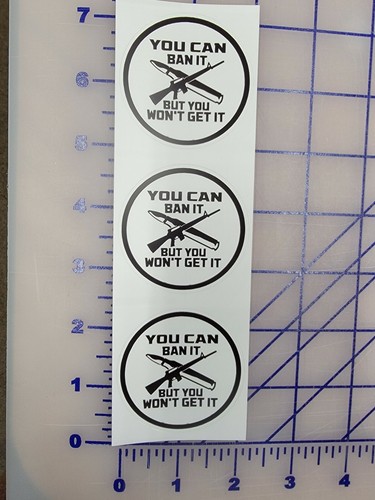 7
YOU CAN
BAN IT
6
BUT YOU
WON'T GET IT
5
YOU CAN
4
BAN IT
BUT YOU
3
WON'T GET IT
2
YOU CAN
BAN IT
1
BUT YOU
WON'T GET IT
0
0 1 2 3 4